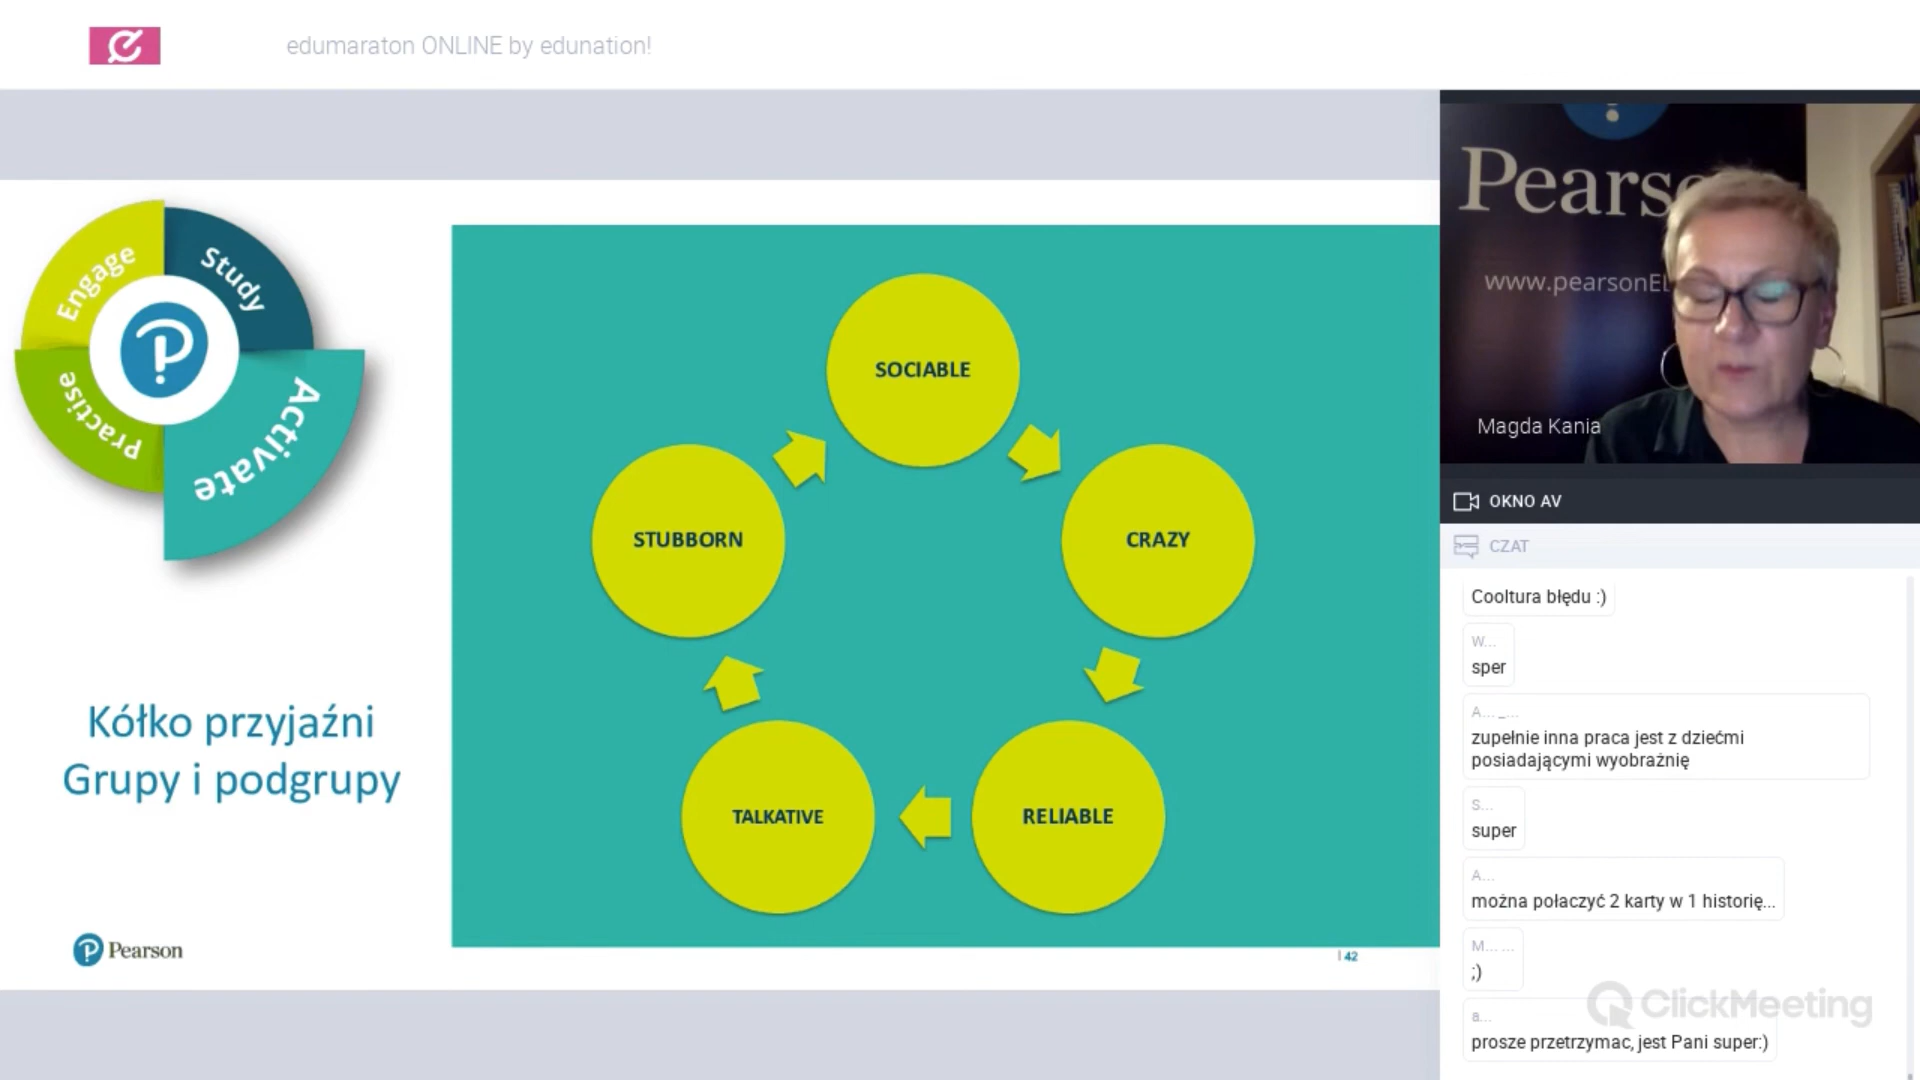 edumaraton ONLINE by edunation!
Engage
Study
Practise
Activate
Kółko przyjaźni
Grupy i podgrupy
Pearson
SOCIABLE
STUBBORN
CRAZY
TALKATIVE
RELIABLE
42
www.pearsonEL
Magda Kania
OKNO AV
CZAT
Cooltura błędu :)
W...
sper
A... _...
zupełnie inna praca jest z dziećmi
posiadającymi wyobraźnię
S...
super
A...
można połaczyć 2 karty w 1 historię...
M... ...
;)
ClickMeeting
a...
prosze przetrzymac, jest Pani super:)